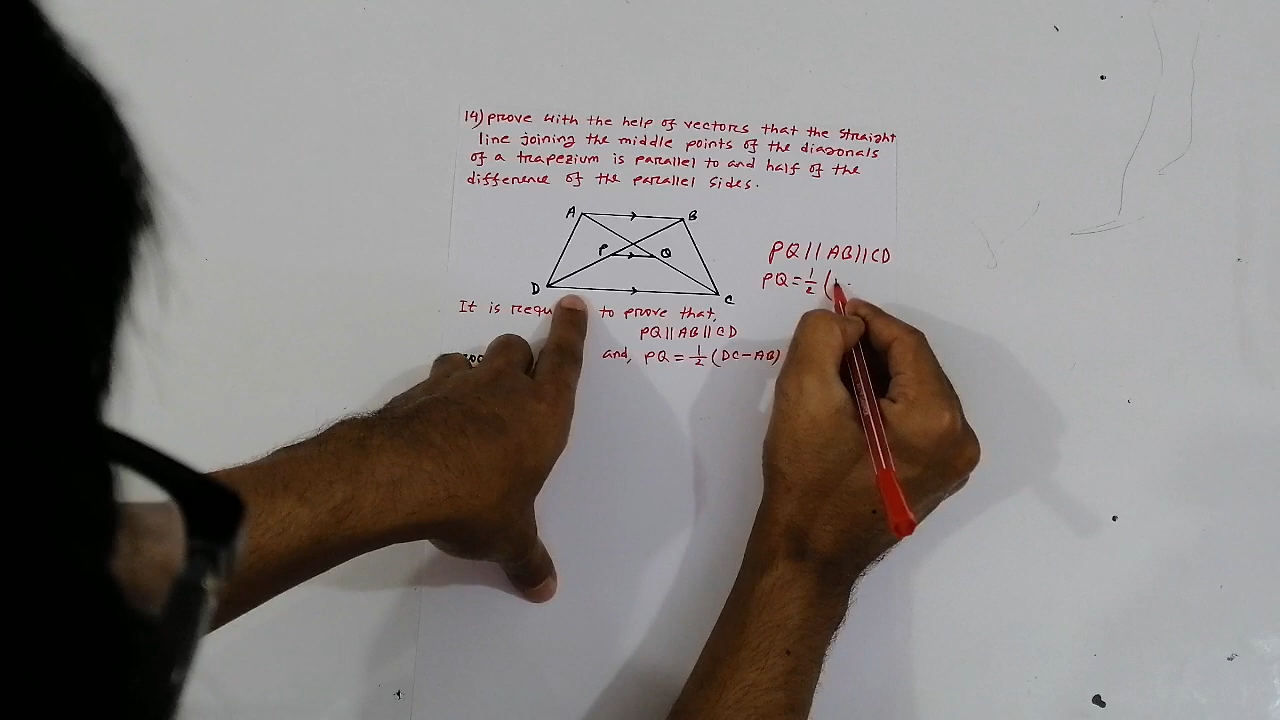 14) prove with the help of vectors that the straight
line joining the middle points of the diagonals
of a trapezium is parallel to and half of the
difference of the parallel sides.
A B
P Q
D C
PQ || AB || CD
PQ = 1/2 (
It is to prove that,
PQ || AB || CD
and, PQ = 1/2 (DC - AB)